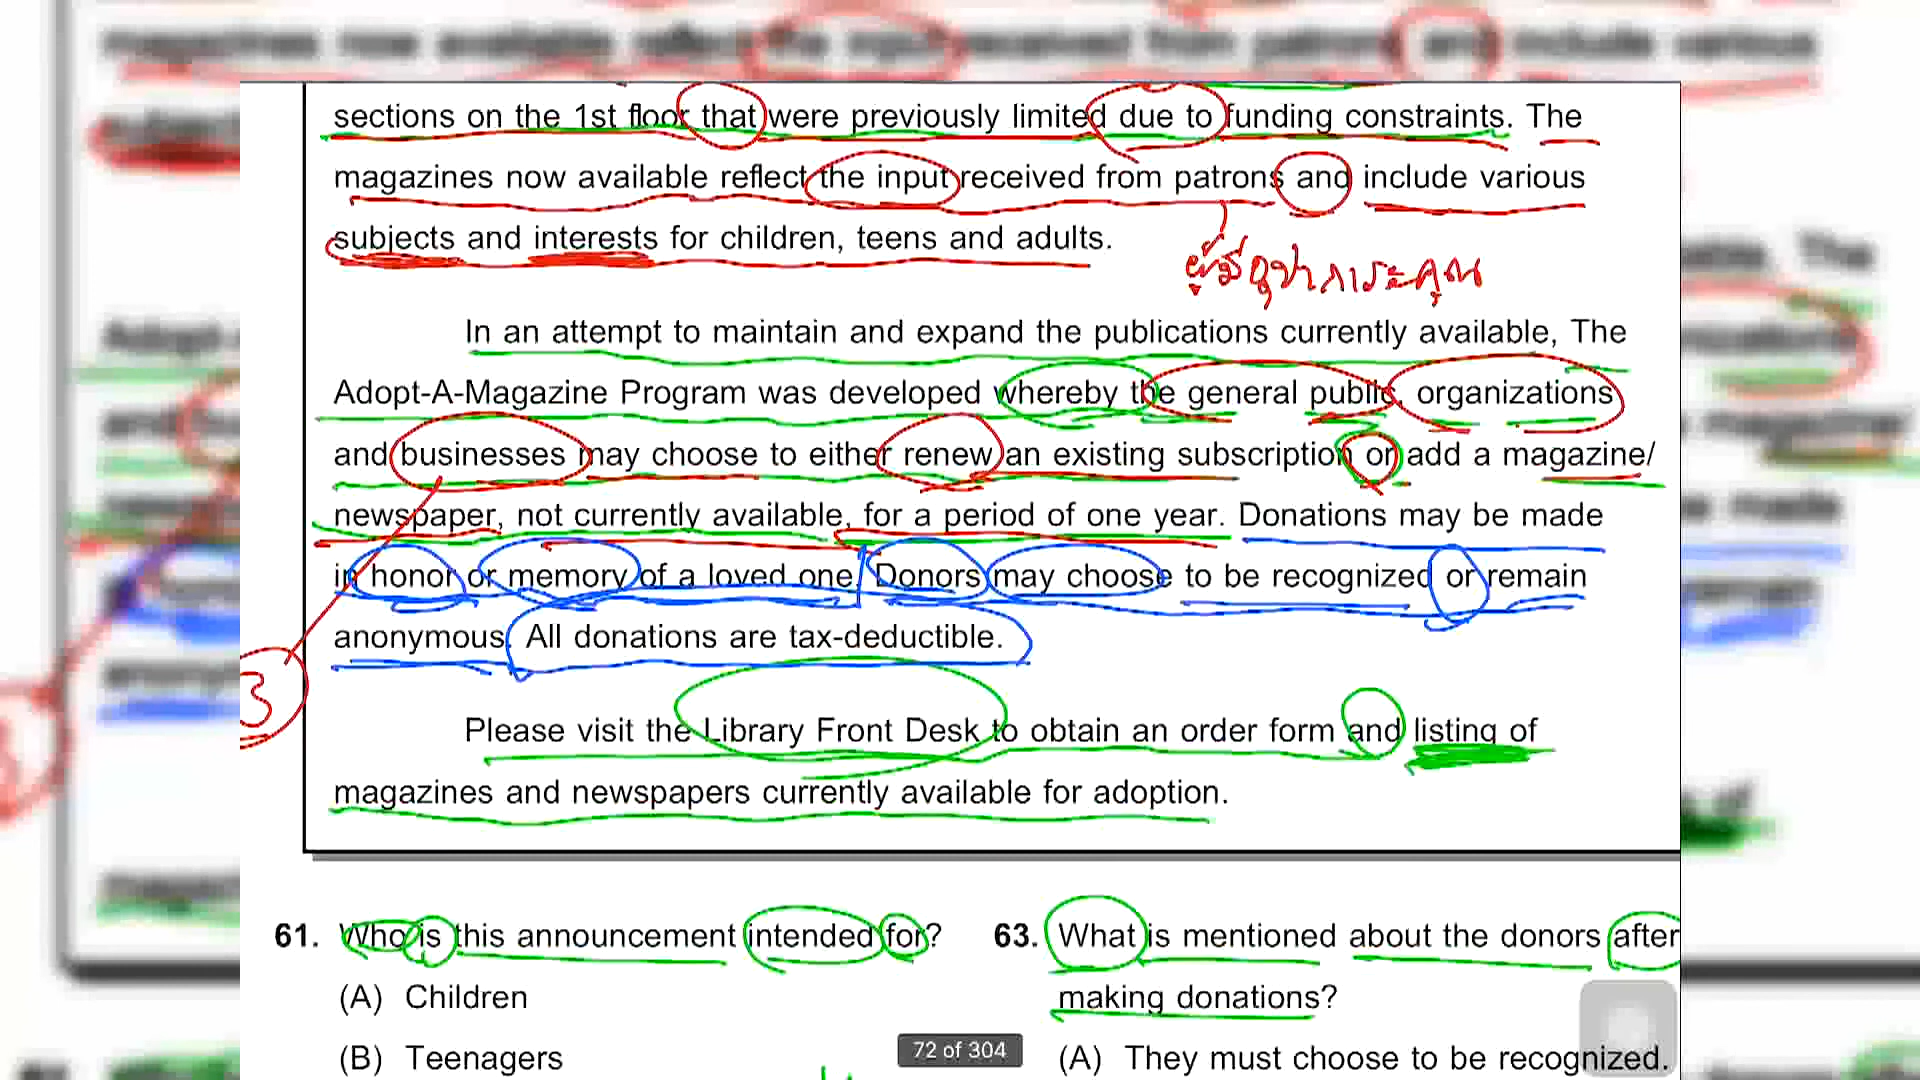 sections on the 1st floor that were previously limited due to funding constraints. The
magazines now available reflect the input received from patrons and include various
subjects and interests for children, teens and adults.
In an attempt to maintain and expand the publications currently available, The
Adopt-A-Magazine Program was developed whereby the general public, organizations
and businesses may choose to either renew an existing subscription or add a magazine/
newspaper, not currently available, for a period of one year. Donations may be made
in honor or memory of a loved one. Donors may choose to be recognized or remain
anonymous. All donations are tax-deductible.
3
Please visit the Library Front Desk to obtain an order form and listing of
magazines and newspapers currently available for adoption.
61. Who is this announcement intended for?
(A) Children
(B) Teenagers
63. What is mentioned about the donors after
making donations?
(A) They must choose to be recognized.
72 of 304